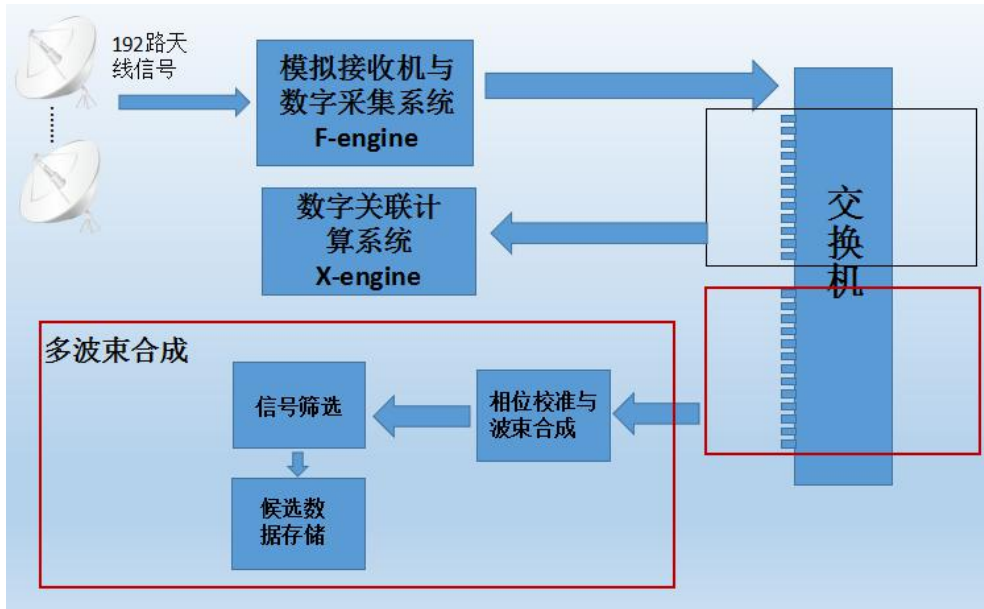 192路天
线信号
模拟接收机与
数字采集系统
F-engine
数字关联计
算系统
X-engine
交
换
机
多波束合成
信号筛选
相位校准与
波束合成
候选数
据存储